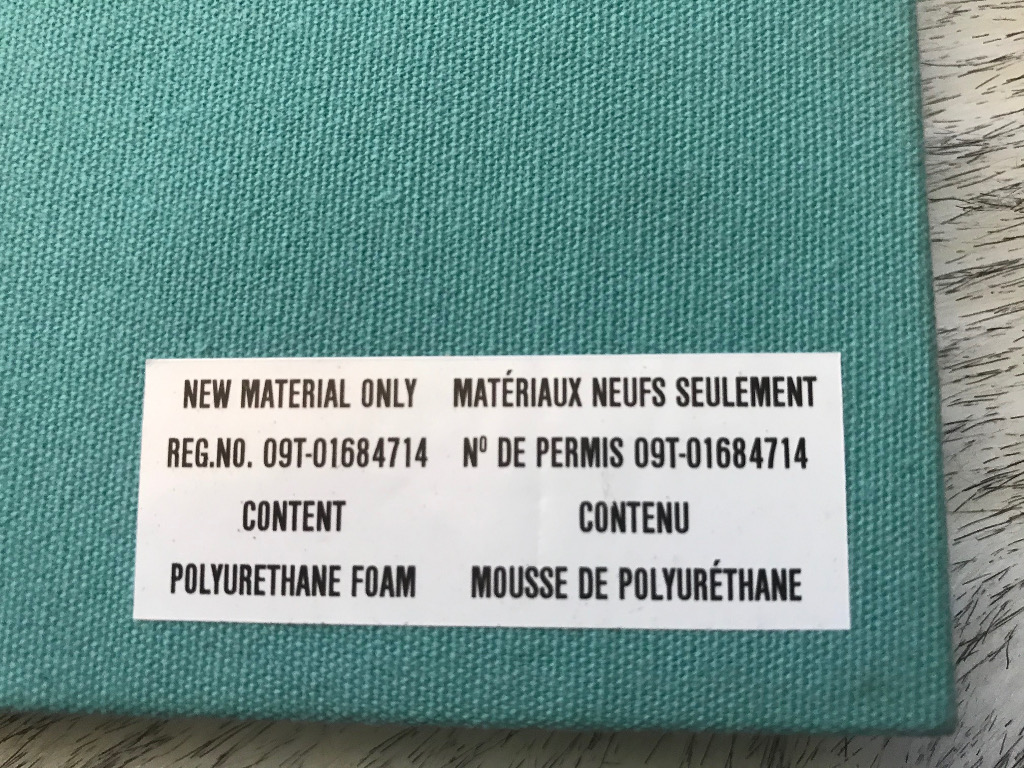 NEW MATERIAL ONLY MATÉRIAUX NEUFS SEULEMENT
REG.NO. 09T-01684714 Nº DE PERMIS 09T-01684714
CONTENT CONTENU
POLYURETHANE FOAM MOUSSE DE POLYURÉTHANE